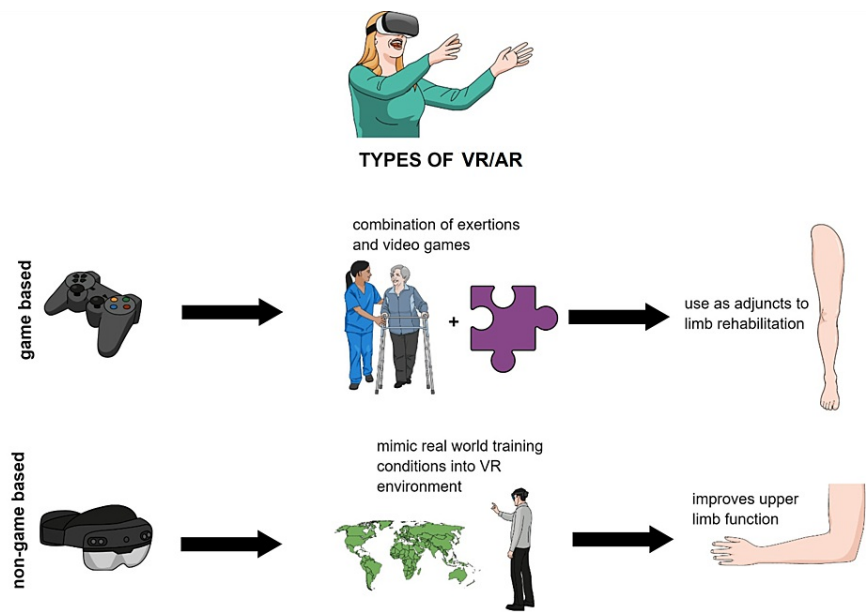 TYPES OF VR/AR
game based
combination of exertions
and video games
+
use as adjuncts to
limb rehabilitation
non-game based
mimic real world training
conditions into VR
environment
improves upper
limb function